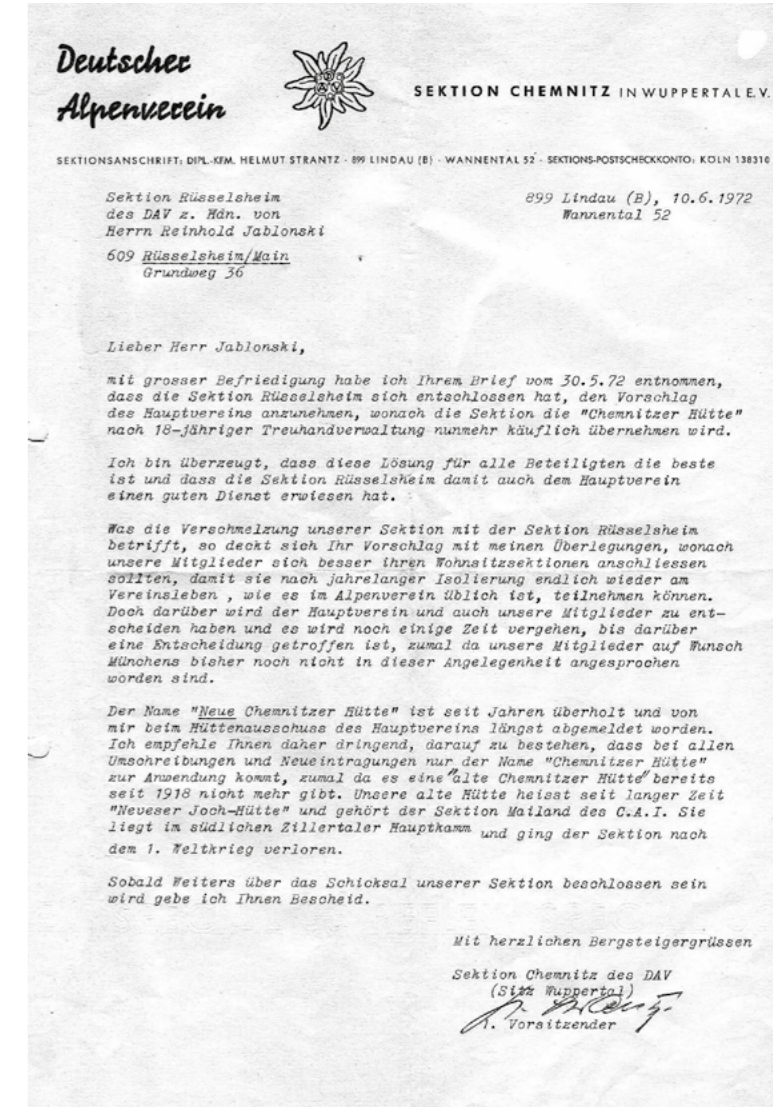 Deutscher
Alpenverein
SEKTION CHEMNITZ IN WUPPERTAL E.V.
SEKTIONSANSCHRIFT: DIPL.-KFM. HELMUT STRANTZ · 899 LINDAU (B) · WANNENTAL 52 · SEKTIONS-POSTSCHECKKONTO: KÖLN 138310
Sektion Rüsselsheim
des DAV z. Hdn. von
Herrn Reinhold Jablonski
609 Rüsselsheim/Main
Grundweg 36
899 Lindau (B), 10.6.1972
Wannental 52
Lieber Herr Jablonski,
mit grosser Befriedigung habe ich Ihrem Brief vom 30.5.72 entnommen,
dass die Sektion Rüsselsheim sich entschlossen hat, den Vorschlag
des Hauptvereins anzunehmen, wonach die Sektion die "Chemnitzer Hütte"
nach 18-jähriger Treuhandverwaltung nunmehr käuflich übernehmen wird.
Ich bin überzeugt, dass diese Lösung für alle Beteiligten die beste
ist und dass die Sektion Rüsselsheim damit auch dem Hauptverein
einen guten Dienst erwiesen hat.
Was die Verschmelzung unserer Sektion mit der Sektion Rüsselsheim
betrifft, so deckt sich Ihr Vorschlag mit meinen Überlegungen, wonach
unsere Mitglieder sich besser ihren Wohnsitzsektionen anschliessen
sollten, damit sie nach jahrelanger Isolierung endlich wieder am
Vereinsleben , wie es im Alpenverein üblich ist, teilnehmen können.
Doch darüber wird der Hauptverein und auch unsere Mitglieder zu ent-
scheiden haben und es wird noch einige Zeit vergehen, bis darüber
eine Entscheidung getroffen ist, zumal da unsere Mitglieder auf Wunsch
Münchens bisher noch nicht in dieser Angelegenheit angesprochen
worden sind.
Der Name "Neue Chemnitzer Hütte" ist seit Jahren überholt und von
mir beim Hüttenausschuss des Hauptvereins längst abgemeldet worden.
Ich empfehle Ihnen daher dringend, darauf zu bestehen, dass bei allen
Umschreibungen und Neueintragungen nur der Name "Chemnitzer Hütte"
zur Anwendung kommt, zumal da es eine "alte Chemnitzer Hütte" bereits
seit 1918 nicht mehr gibt. Unsere alte Hütte heisst seit langer Zeit
"Neveser Joch-Hütte" und gehört der Sektion Mailand des C.A.I. Sie
liegt im südlichen Zillertaler Hauptkamm und ging der Sektion nach
dem 1. Weltkrieg verloren.
Sobald Weiters über das Schicksal unserer Sektion beschlossen sein
wird gebe ich Ihnen Bescheid.
Mit herzlichen Bergsteigergrüssen
Sektion Chemnitz des DAV
(Sitz Wuppertal)
1. Vorsitzender